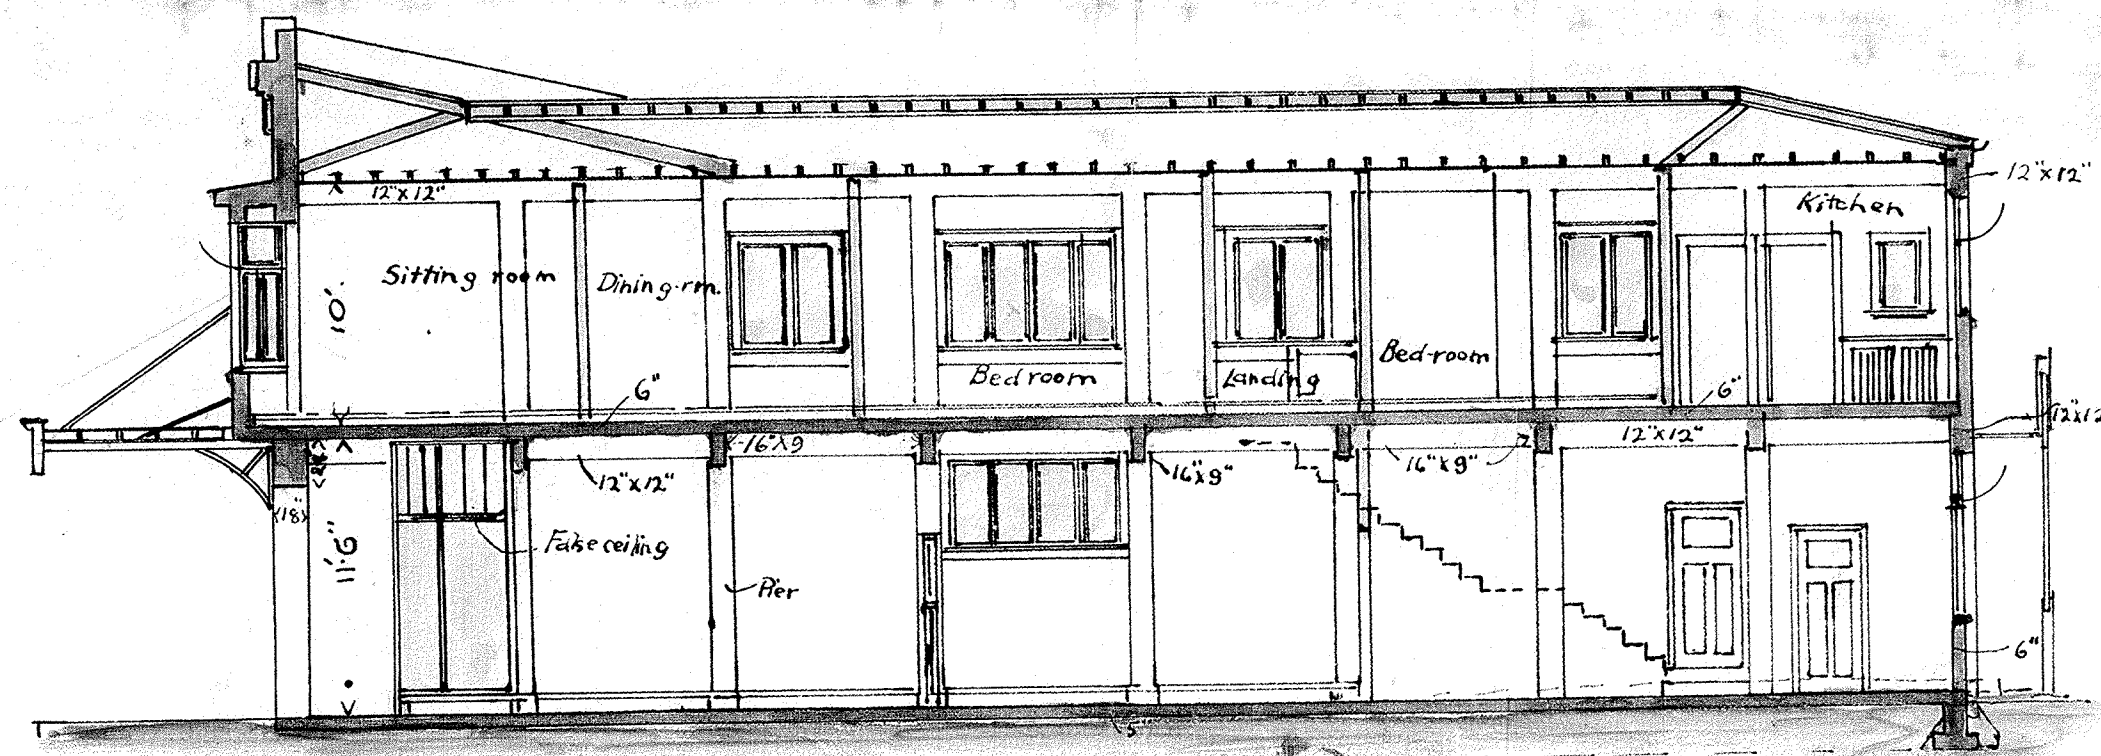 12"x12"
12"x12"
Kitchen
Sitting room
Dining-rm.
10'.
Bed-room
Bedroom
Landing
6"
6"
12"x12
16"x9
12"x12"
12"x12"
16"x9"
16"x9"
18
False ceiling
11'.6"
Pier
6"
5"